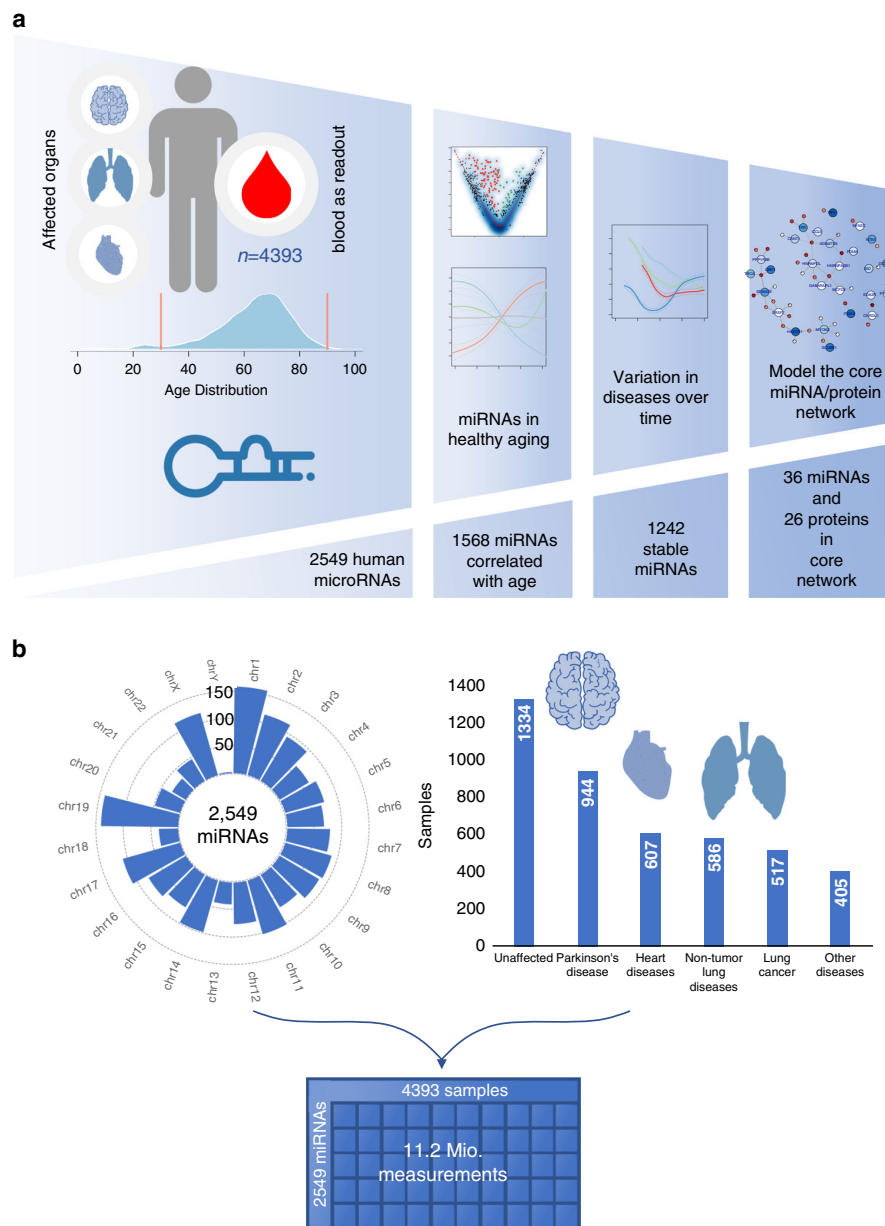 a
Affected organs
blood as readout
n=4393
0 20 40 60 80 100
Age Distribution
miRNAs in
healthy aging
Variation in
diseases over
time
Model the core
miRNA/protein
network
2549 human
microRNAs
1568 miRNAs
correlated
with age
1242
stable
miRNAs
36 miRNAs
and
26 proteins
in
core
network
b
chr1
chr2
chr3
chr4
chr5
chr6
chr7
chr8
chr9
chr10
chr11
chr12
chr13
chr14
chr15
chr16
chr17
chr18
chr19
chr20
chr21
chr22
chrX
chrY
150
100
50
2,549
miRNAs
Samples
1400
1200
1000
800
600
400
200
0
1334
944
607
586
517
405
Unaffected
Parkinson's
disease
Heart
diseases
Non-tumor
lung
diseases
Lung
cancer
Other
diseases
4393 samples
2549 miRNAs
11.2 Mio.
measurements